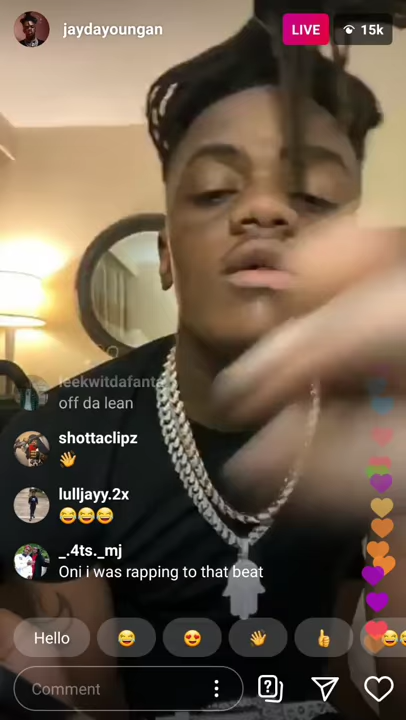 jaydayoungan
LIVE
15k
leekwitdafanta
off da lean
shottaclipz
👋
lulljayy.2x
😂😂😂
_.4ts._mj
Oni i was rapping to that beat
Hello
😂
😍
👋
👍
😂
Comment